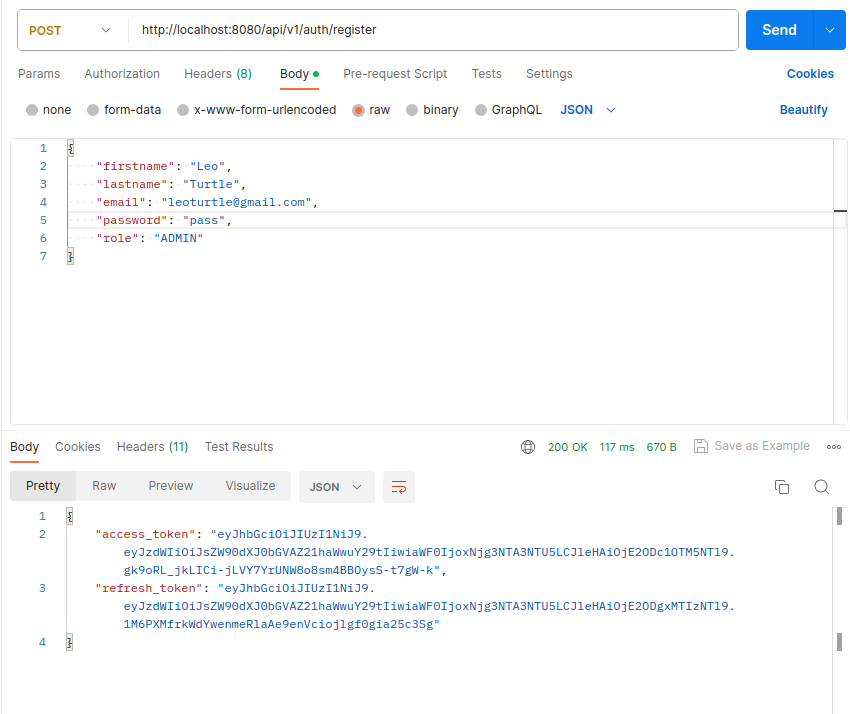 POST http://localhost:8080/api/v1/auth/register Send
Params Authorization Headers (8) Body Pre-request Script Tests Settings Cookies
none form-data x-www-form-urlencoded raw binary GraphQL JSON Beautify
1 {
2 "firstname": "Leo",
3 "lastname": "Turtle",
4 "email": "leoturtle@gmail.com",
5 "password": "pass",
6 "role": "ADMIN"
7 }
Body Cookies Headers (11) Test Results 200 OK 117 ms 670 B Save as Example
Pretty Raw Preview Visualize JSON
1 {
2 "access_token": "eyJhbGciOiJIUzI1NiJ9.
eyJzdWIiOiJsZW90dXJ0bGVAZ21haWwuY29tIiwiaWF0IjoxNjg3NTA3NTU5LCJleHAiOjE2ODc1OTM5NTl9.
gk9oRL_jkLICi-jLVY7YrUNW8o8sm4BBOysS-t7gW-k",
3 "refresh_token": "eyJhbGciOiJIUzI1NiJ9.
eyJzdWIiOiJsZW90dXJ0bGVAZ21haWwuY29tIiwiaWF0IjoxNjg3NTA3NTU5LCJleHAiOjE2ODgxMTIzNTl9.
1M6PXMfrkWdYwenmeRlaAe9enVciojlgf0gia25c3Sg"
4 }